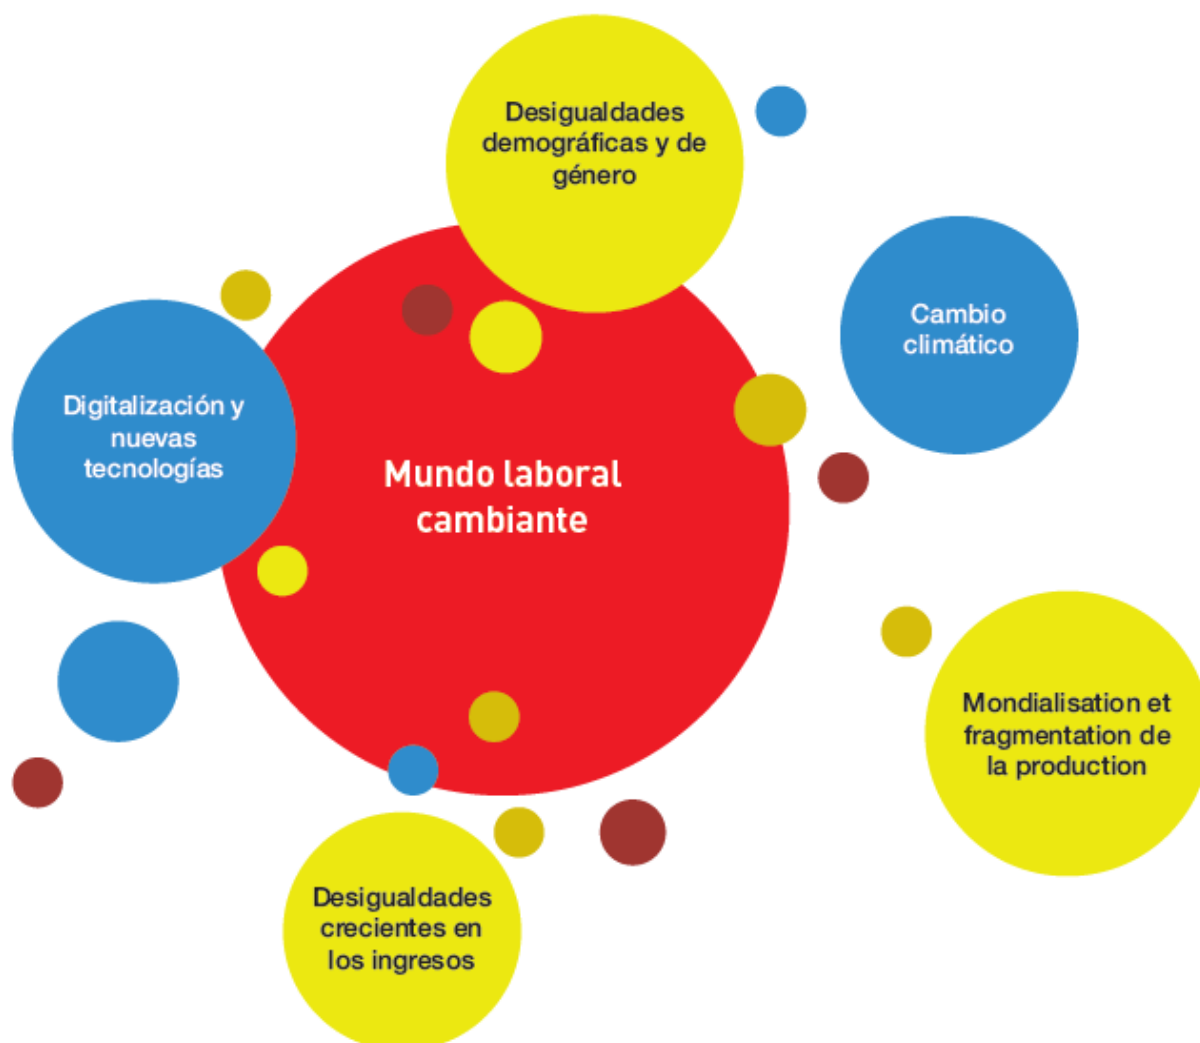 Desigualdades
demográficas y de
género
Cambio
climático
Digitalización y
nuevas
tecnologías
Mundo laboral
cambiante
Mondialisation et
fragmentation de
la production
Desigualdades
crecientes en
los ingresos